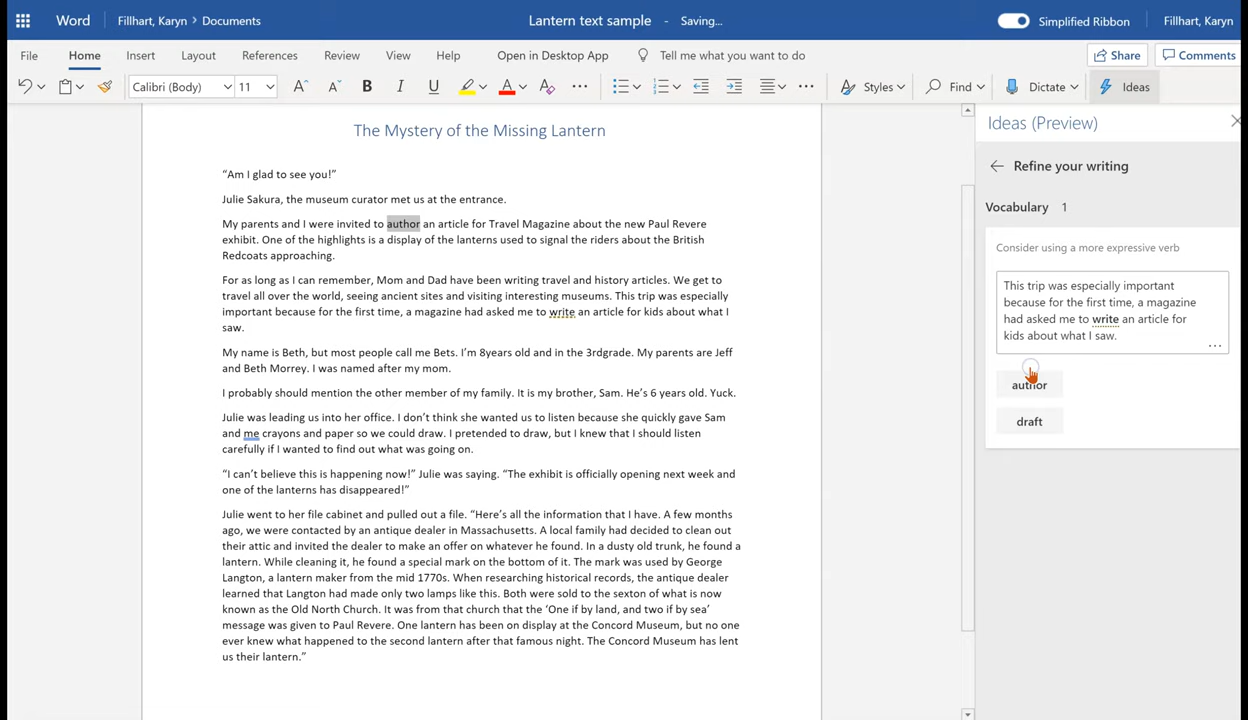 Word Fillhart, Karyn > Documents Lantern text sample - Saving... Simplified Ribbon Fillhart, Karyn
File Home Insert Layout References Review View Help Open in Desktop App Tell me what you want to do Share Comments
Calibri (Body) 11 A A B I U A A Styles Find Dictate Ideas
The Mystery of the Missing Lantern
“Am I glad to see you!”
Julie Sakura, the museum curator met us at the entrance.
My parents and I were invited to author an article for Travel Magazine about the new Paul Revere
exhibit. One of the highlights is a display of the lanterns used to signal the riders about the British
Redcoats approaching.
For as long as I can remember, Mom and Dad have been writing travel and history articles. We get to
travel all over the world, seeing ancient sites and visiting interesting museums. This trip was especially
important because for the first time, a magazine had asked me to write an article for kids about what I
saw.
My name is Beth, but most people call me Bets. I’m 8years old and in the 3rdgrade. My parents are Jeff
and Beth Morrey. I was named after my mom.
I probably should mention the other member of my family. It is my brother, Sam. He’s 6 years old. Yuck.
Julie was leading us into her office. I don’t think she wanted us to listen because she quickly gave Sam
and me crayons and paper so we could draw. I pretended to draw, but I knew that I should listen
carefully if I wanted to find out what was going on.
“I can’t believe this is happening now!” Julie was saying. “The exhibit is officially opening next week and
one of the lanterns has disappeared!”
Julie went to her file cabinet and pulled out a file. “Here’s all the information that I have. A few months
ago, we were contacted by an antique dealer in Massachusetts. A local family had decided to clean out
their attic and invited the dealer to make an offer on whatever he found. In a dusty old trunk, he found a
lantern. While cleaning it, he found a special mark on the bottom of it. The mark was used by George
Langton, a lantern maker from the mid 1770s. When researching historical records, the antique dealer
learned that Langton had made only two lamps like this. Both were sold to the sexton of what is now
known as the Old North Church. It was from that church that the ‘One if by land, and two if by sea’
message was given to Paul Revere. One lantern has been on display at the Concord Museum, but no one
ever knew what happened to the second lantern after that famous night. The Concord Museum has lent
us their lantern.”
Ideas (Preview)
Refine your writing
Vocabulary 1
Consider using a more expressive verb
This trip was especially important
because for the first time, a magazine
had asked me to write an article for
kids about what I saw.
author
draft